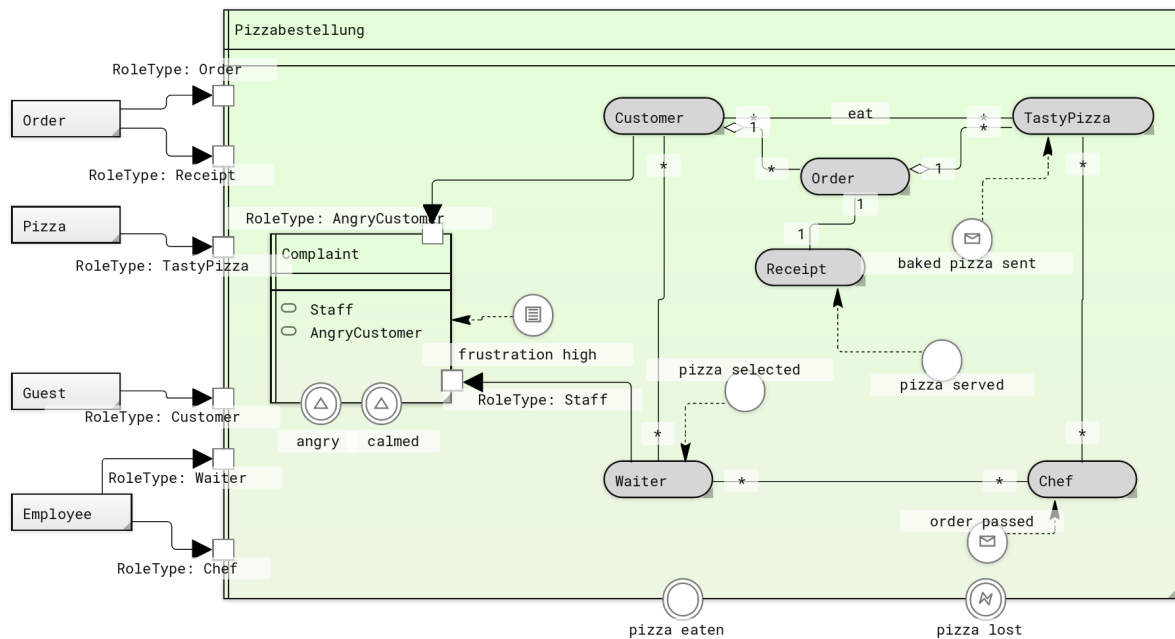 Pizzabestellung
RoleType: Order
Order
RoleType: Receipt
Pizza
RoleType: TastyPizza
Guest
RoleType: Customer
RoleType: Waiter
Employee
RoleType: Chef
RoleType: AngryCustomer
Complaint
Staff
AngryCustomer
angry
calmed
frustration high
RoleType: Staff
Customer
*
eat
*
TastyPizza
1
*
*
*
Order
1
*
1
baked pizza sent
1
Receipt
pizza served
pizza selected
*
*
Waiter
*
*
Chef
order passed
pizza eaten
pizza lost